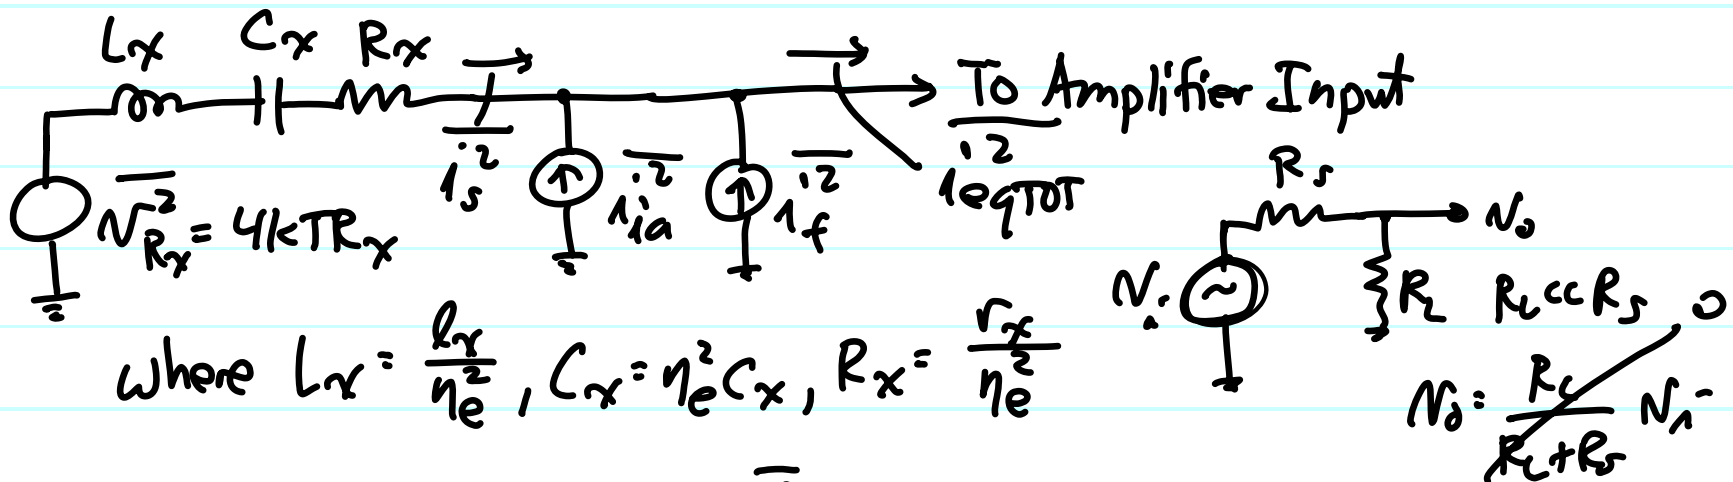 Lx Cx Rx
To Amplifier Input
i_s^2 i_ia^2 i_f^2 i_eqTOT^2
v_Rx^2 = 4kTRx
Rs
vo
vi
RL RL << Rs
0
where Lx = lx/ηe^2, Cx = ηe^2 Cx, Rx = rx/ηe^2
vo = RL/(RL+Rs) vi